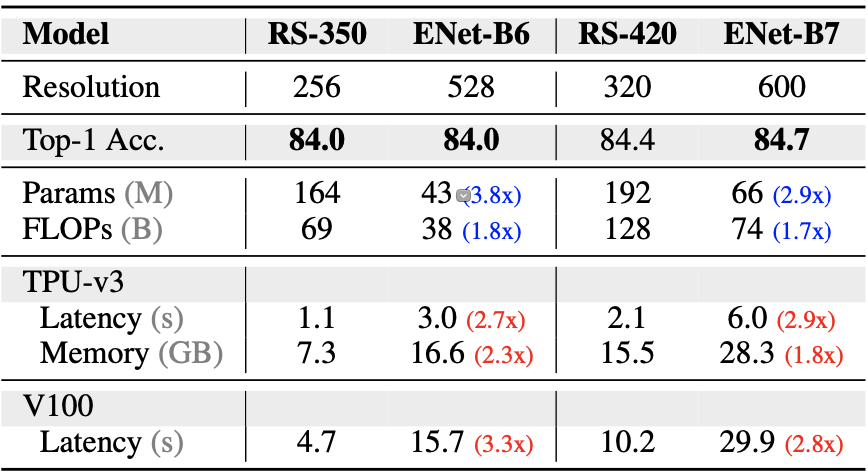 Model RS-350 ENet-B6 RS-420 ENet-B7
Resolution 256 528 320 600
Top-1 Acc. 84.0 84.0 84.4 84.7
Params (M) 164 43 (3.8x) 192 66 (2.9x)
FLOPs (B) 69 38 (1.8x) 128 74 (1.7x)
TPU-v3
Latency (s) 1.1 3.0 (2.7x) 2.1 6.0 (2.9x)
Memory (GB) 7.3 16.6 (2.3x) 15.5 28.3 (1.8x)
V100
Latency (s) 4.7 15.7 (3.3x) 10.2 29.9 (2.8x)